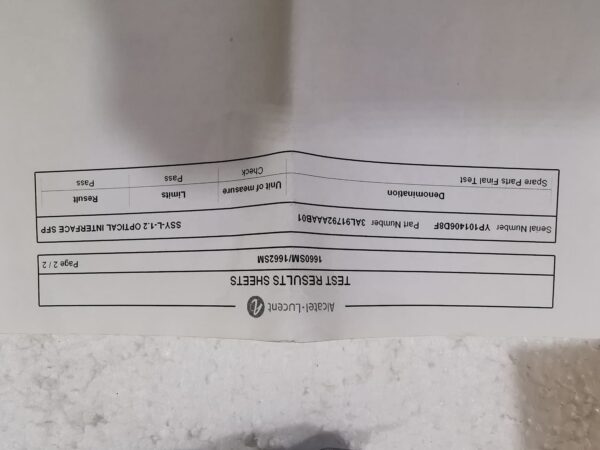 Alcatel·Lucent
TEST RESULTS SHEETS
1660SM/1662SM Page 2 / 2
Serial Number YP101406D8F Part Number 3AL91792AAAB01 SSY-L-1.2 OPTICAL INTERFACE SFP
Denomination Unit of measure Limits Result
Spare Parts Final Test Check Pass Pass